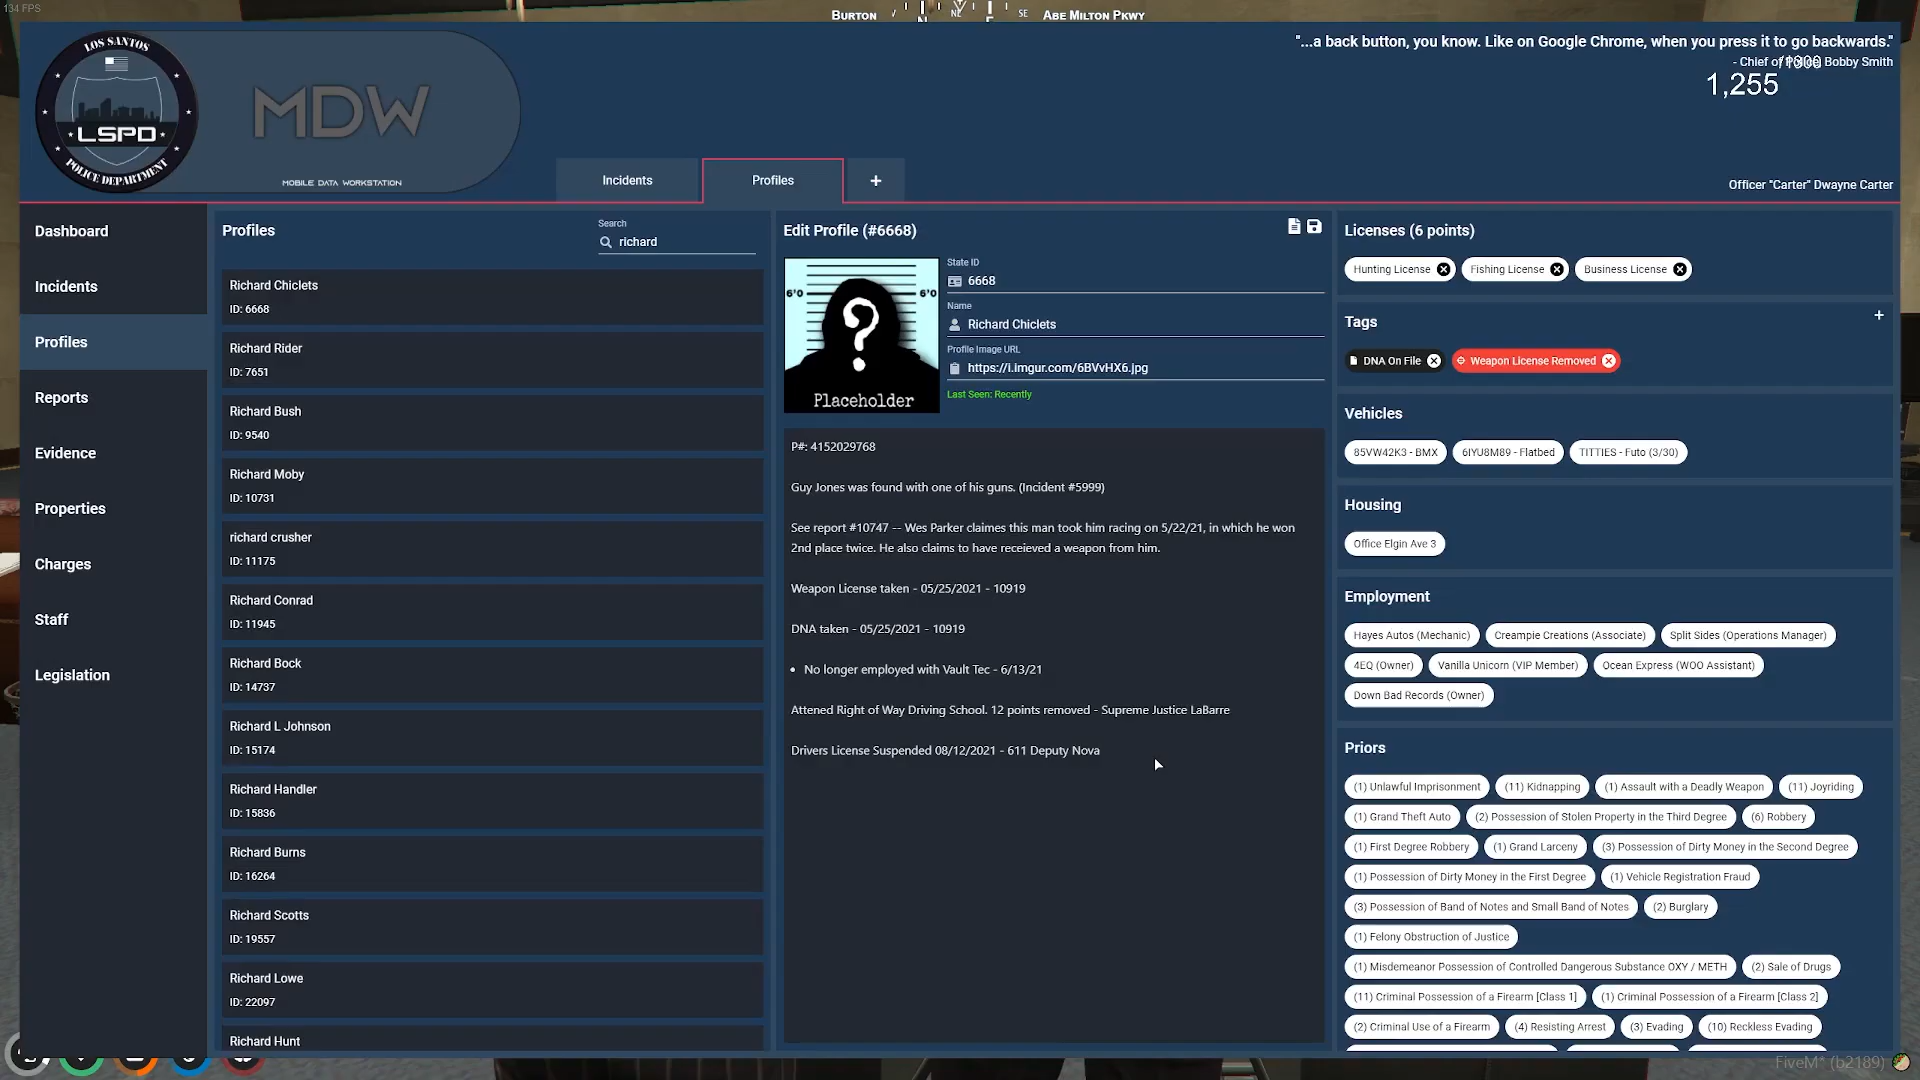 134 FPS
BURTON
N
NE
E
SE
ABE MILTON PKWY
LOS SANTOS
LSPD
POLICE DEPARTMENT
MDW
MOBILE DATA WORKSTATION
"...a back button, you know. Like on Google Chrome, when you press it to go backwards."
- Chief of Police Bobby Smith
1,255
Incidents
Profiles
+
Officer "Carter" Dwayne Carter
Dashboard
Incidents
Profiles
Reports
Evidence
Properties
Charges
Staff
Legislation
Profiles
Search
richard
Richard Chiclets
ID: 6668
Richard Rider
ID: 7651
Richard Bush
ID: 9540
Richard Moby
ID: 10731
richard crusher
ID: 11175
Richard Conrad
ID: 11945
Richard Bock
ID: 14737
Richard L Johnson
ID: 15174
Richard Handler
ID: 15836
Richard Burns
ID: 16264
Richard Scotts
ID: 19557
Richard Lowe
ID: 22097
Richard Hunt
Edit Profile (#6668)
6'0 6'0
?
Placeholder
State ID
6668
Name
Richard Chiclets
Profile Image URL
https://i.imgur.com/6BVvHX6.jpg
Last Seen: Recently
P#: 4152029768
Guy Jones was found with one of his guns. (Incident #5999)
See report #10747 -- Wes Parker claimes this man took him racing on 5/22/21, in which he won
2nd place twice. He also claims to have receieved a weapon from him.
Weapon License taken - 05/25/2021 - 10919
DNA taken - 05/25/2021 - 10919
• No longer employed with Vault Tec - 6/13/21
Attened Right of Way Driving School. 12 points removed - Supreme Justice LaBarre
Drivers License Suspended 08/12/2021 - 611 Deputy Nova
Licenses (6 points)
Hunting License Fishing License Business License
Tags
+
DNA On File Weapon License Removed
Vehicles
85VW42K3 - BMX 6IYU8M89 - Flatbed TITTIES - Futo (3/30)
Housing
Office Elgin Ave 3
Employment
Hayes Autos (Mechanic) Creampie Creations (Associate) Split Sides (Operations Manager)
4EQ (Owner) Vanilla Unicorn (VIP Member) Ocean Express (WOO Assistant)
Down Bad Records (Owner)
Priors
(1) Unlawful Imprisonment (11) Kidnapping (1) Assault with a Deadly Weapon (11) Joyriding
(1) Grand Theft Auto (2) Possession of Stolen Property in the Third Degree (6) Robbery
(1) First Degree Robbery (1) Grand Larceny (3) Possession of Dirty Money in the Second Degree
(1) Possession of Dirty Money in the First Degree (1) Vehicle Registration Fraud
(3) Possession of Band of Notes and Small Band of Notes (2) Burglary
(1) Felony Obstruction of Justice
(1) Misdemeanor Possession of Controlled Dangerous Substance OXY / METH (2) Sale of Drugs
(11) Criminal Possession of a Firearm [Class 1] (1) Criminal Possession of a Firearm [Class 2]
(2) Criminal Use of a Firearm (4) Resisting Arrest (3) Evading (10) Reckless Evading
FiveM* (b2189)